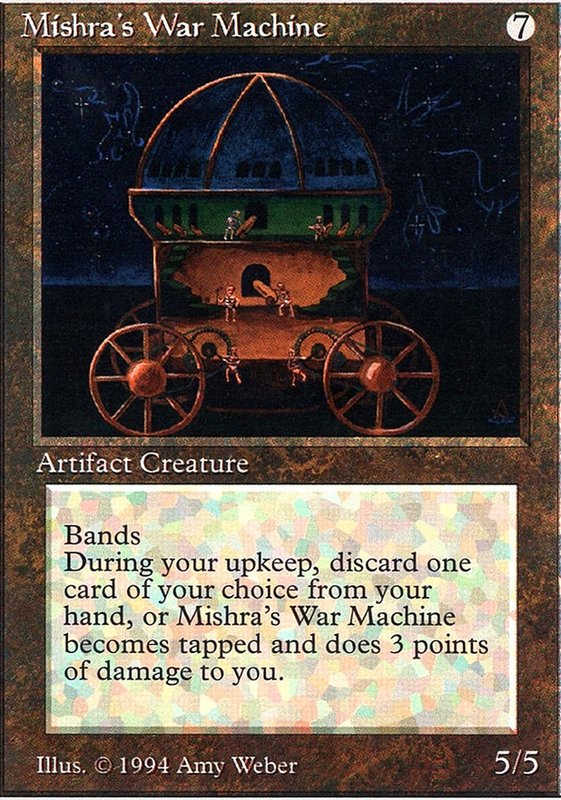 Mishra's War Machine 7
Artifact Creature
Bands
During your upkeep, discard one
card of your choice from your
hand, or Mishra's War Machine
becomes tapped and does 3 points
of damage to you.
Illus. © 1994 Amy Weber 5/5